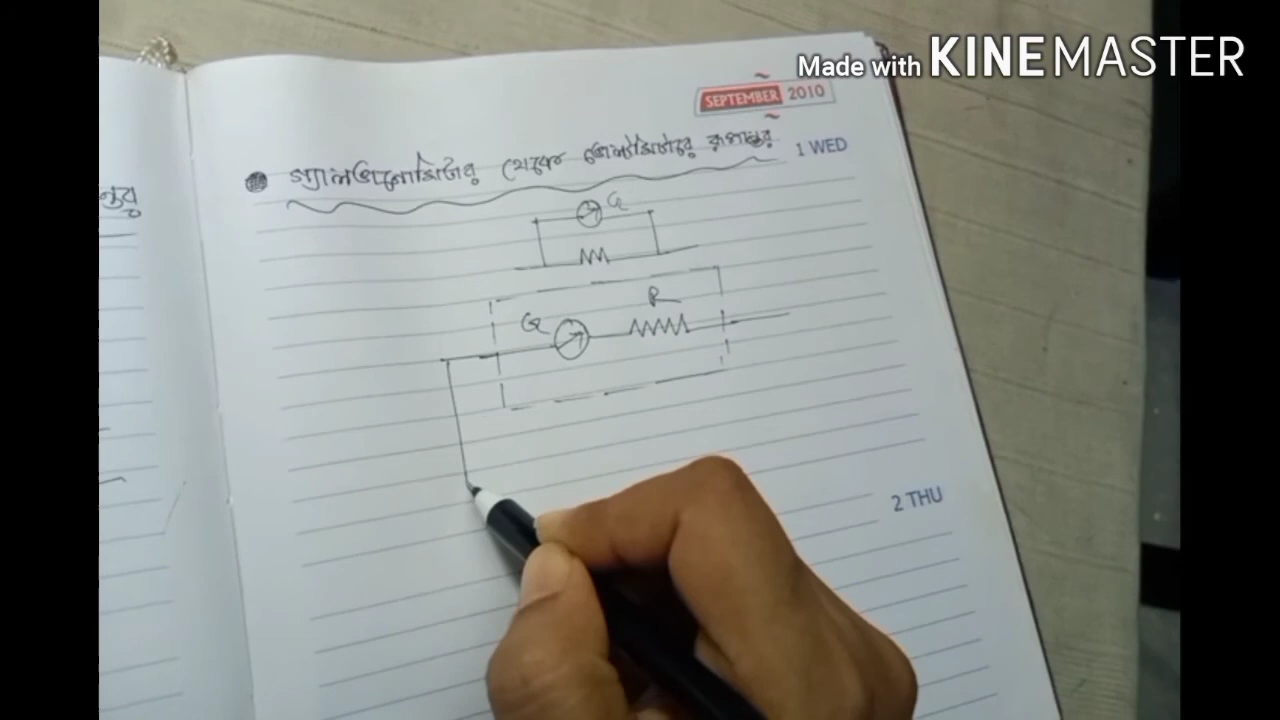 Made with KINEMASTER
SEPTEMBER 2010
1 WED
গ্যালভানোমিটার থেকে ভোল্টমিটারে রূপান্তর
G
R
G
2 THU